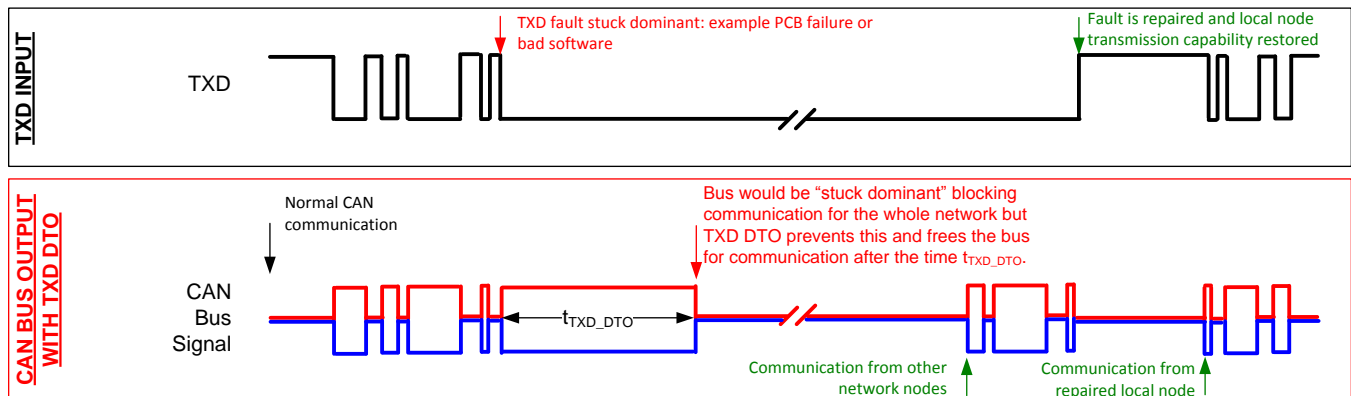 TXD INPUT
TXD fault stuck dominant: example PCB failure or
bad software
Fault is repaired and local node
transmission capability restored
TXD
CAN BUS OUTPUT
WITH TXD DTO
Normal CAN
communication
Bus would be “stuck dominant” blocking
communication for the whole network but
TXD DTO prevents this and frees the bus
for communication after the time tTXD_DTO.
CAN
Bus
Signal
tTXD_DTO
Communication from other
network nodes
Communication from
repaired local node